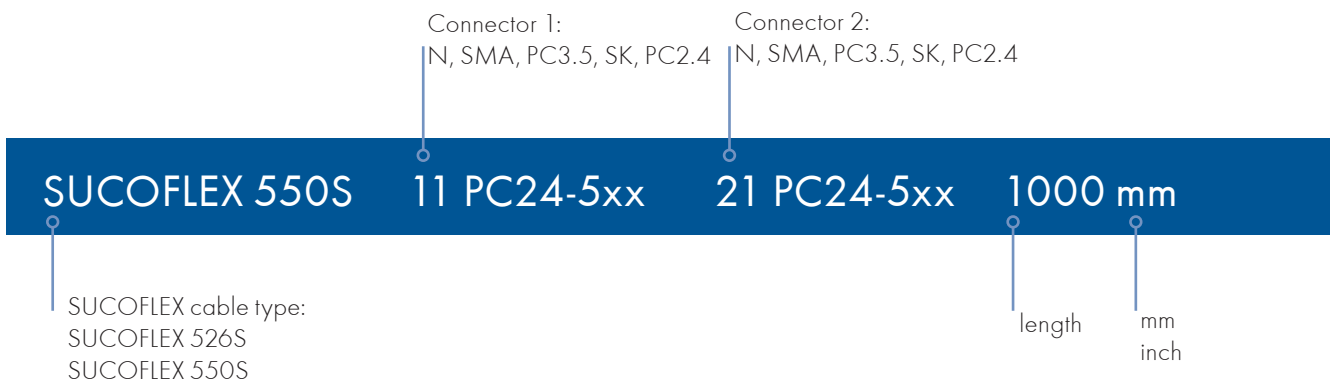 Connector 1:
N, SMA, PC3.5, SK, PC2.4
Connector 2:
N, SMA, PC3.5, SK, PC2.4
SUCOFLEX 550S 11 PC24-5xx 21 PC24-5xx 1000 mm
SUCOFLEX cable type:
SUCOFLEX 526S
SUCOFLEX 550S
length
mm
inch